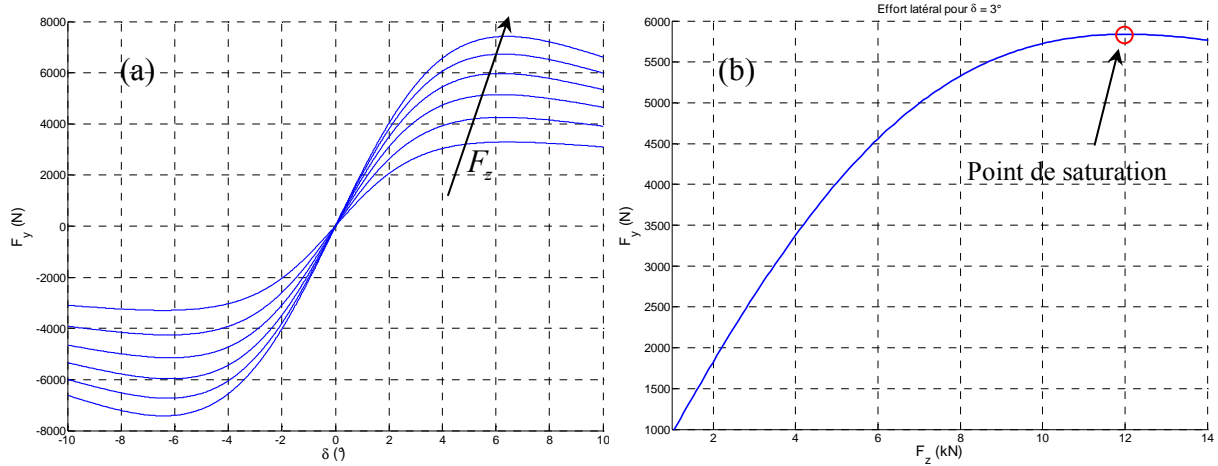 (a)
F_z
F_y (N)
8000
6000
4000
2000
0
-2000
-4000
-6000
-8000
-10 -8 -6 -4 -2 0 2 4 6 8 10
δ (°)
Effort latéral pour δ = 3°
(b)
Point de saturation
F_y (N)
6000
5500
5000
4500
4000
3500
3000
2500
2000
1500
1000
2 4 6 8 10 12 14
F_z (kN)